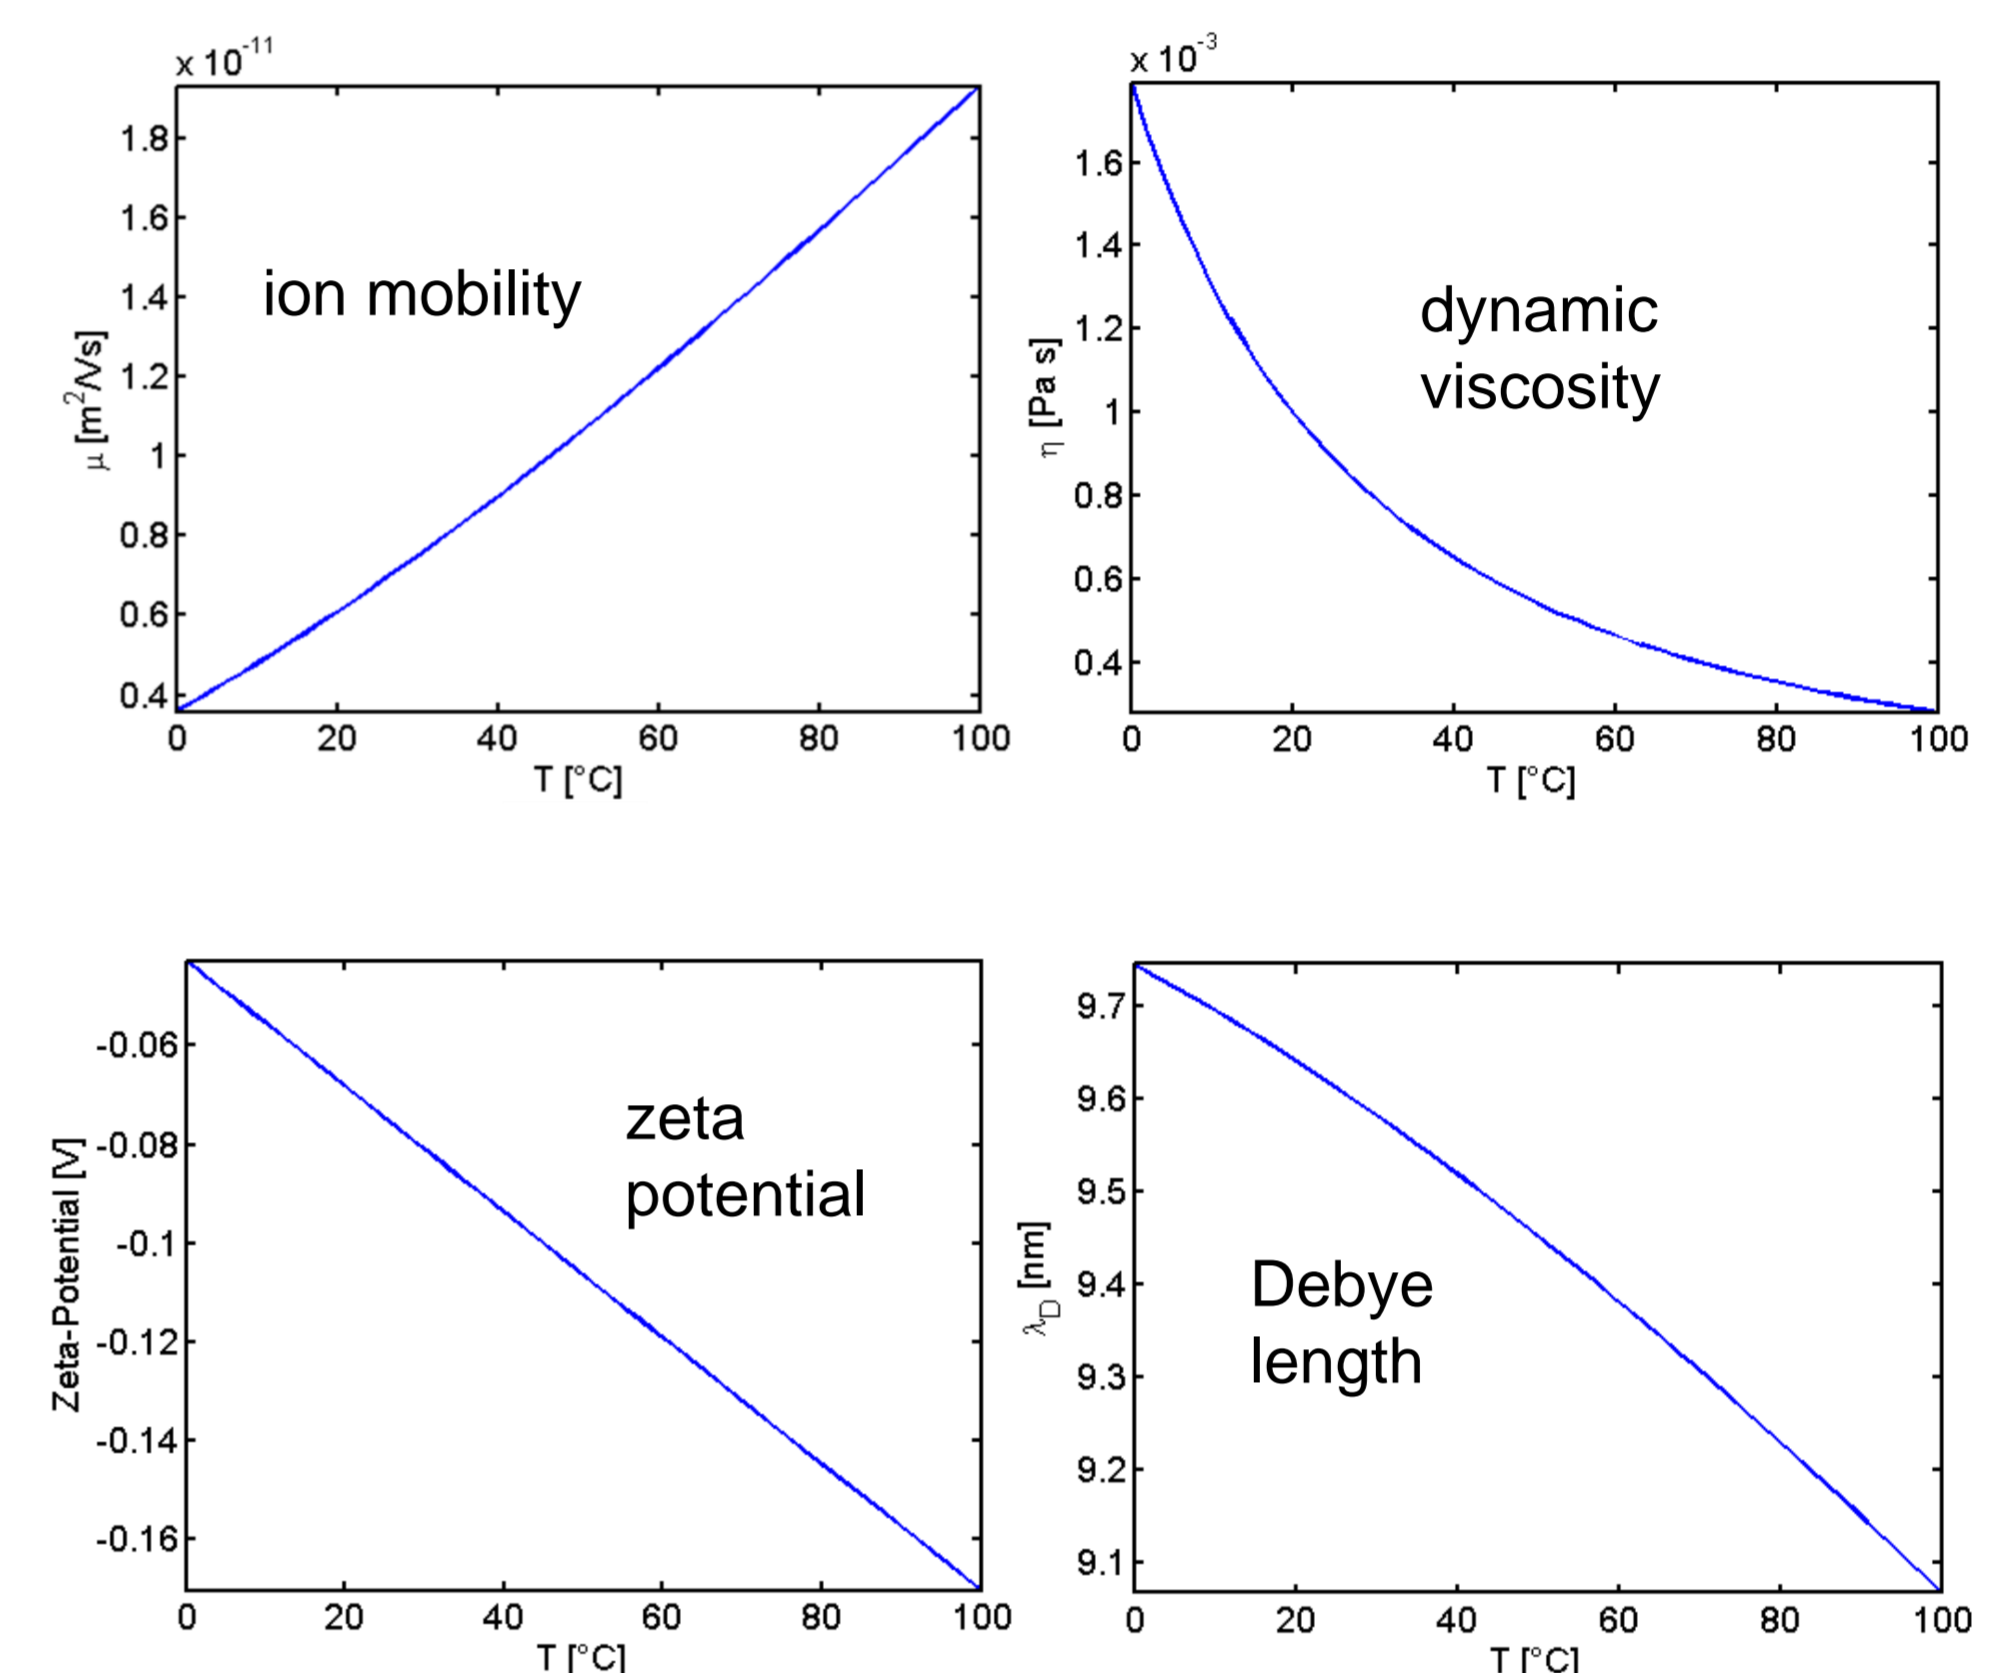 x 10-11
1.8
1.6
1.4
1.2
1
0.8
0.6
0.4
μ [m2/Vs]
ion mobility
0 20 40 60 80 100
T [°C]
x 10-3
1.6
1.4
1.2
1
0.8
0.6
0.4
η [Pa s]
dynamic
viscosity
0 20 40 60 80 100
T [°C]
-0.06
-0.08
-0.1
-0.12
-0.14
-0.16
Zeta-Potential [V]
zeta
potential
0 20 40 60 80 100
T [°C]
9.7
9.6
9.5
9.4
9.3
9.2
9.1
λD [nm]
Debye
length
0 20 40 60 80 100
T [°C]